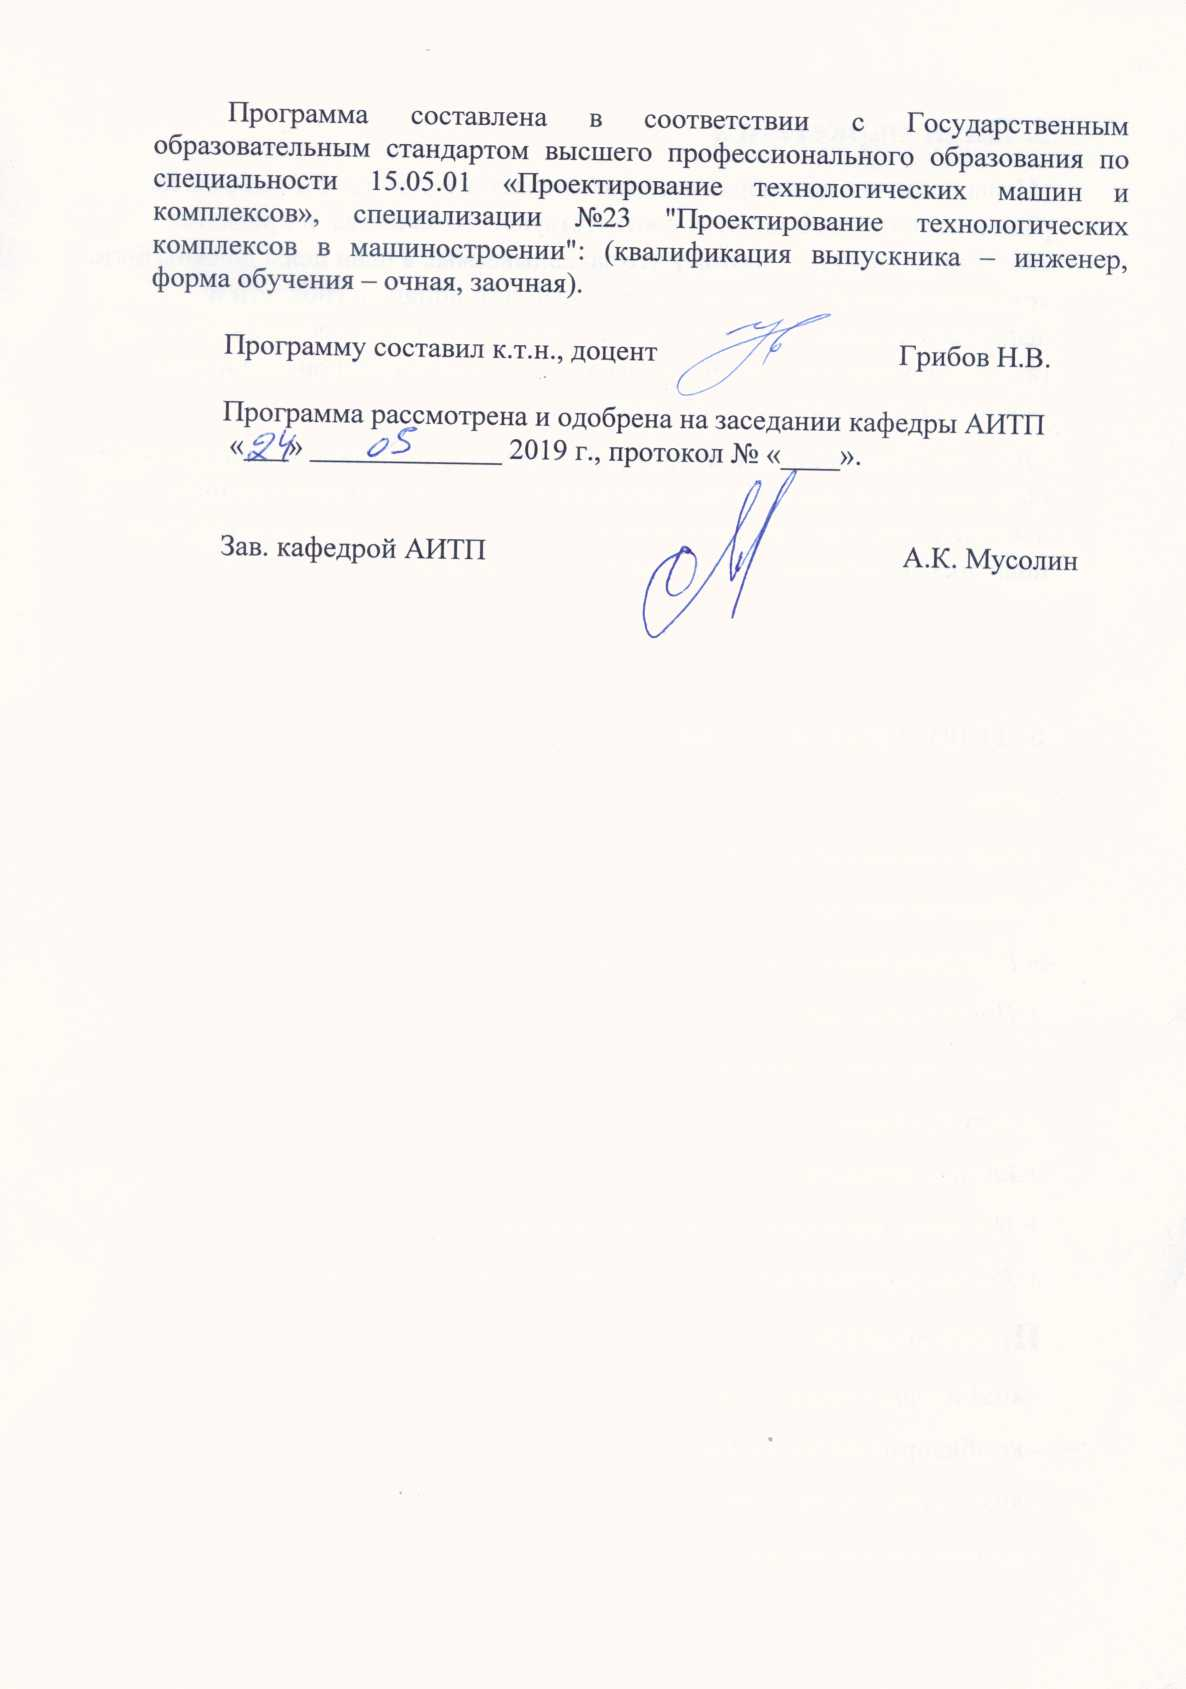 Программа составлена в соответствии с Государственным
образовательным стандартом высшего профессионального образования по
специальности 15.05.01 «Проектирование технологических машин и
комплексов», специализации №23 "Проектирование технологических
комплексов в машиностроении": (квалификация выпускника – инженер,
форма обучения – очная, заочная).
Программу составил к.т.н., доцент Грибов Н.В.
Программа рассмотрена и одобрена на заседании кафедры АИТП
«24» 05 2019 г., протокол № «____».
Зав. кафедрой АИТП А.К. Мусолин